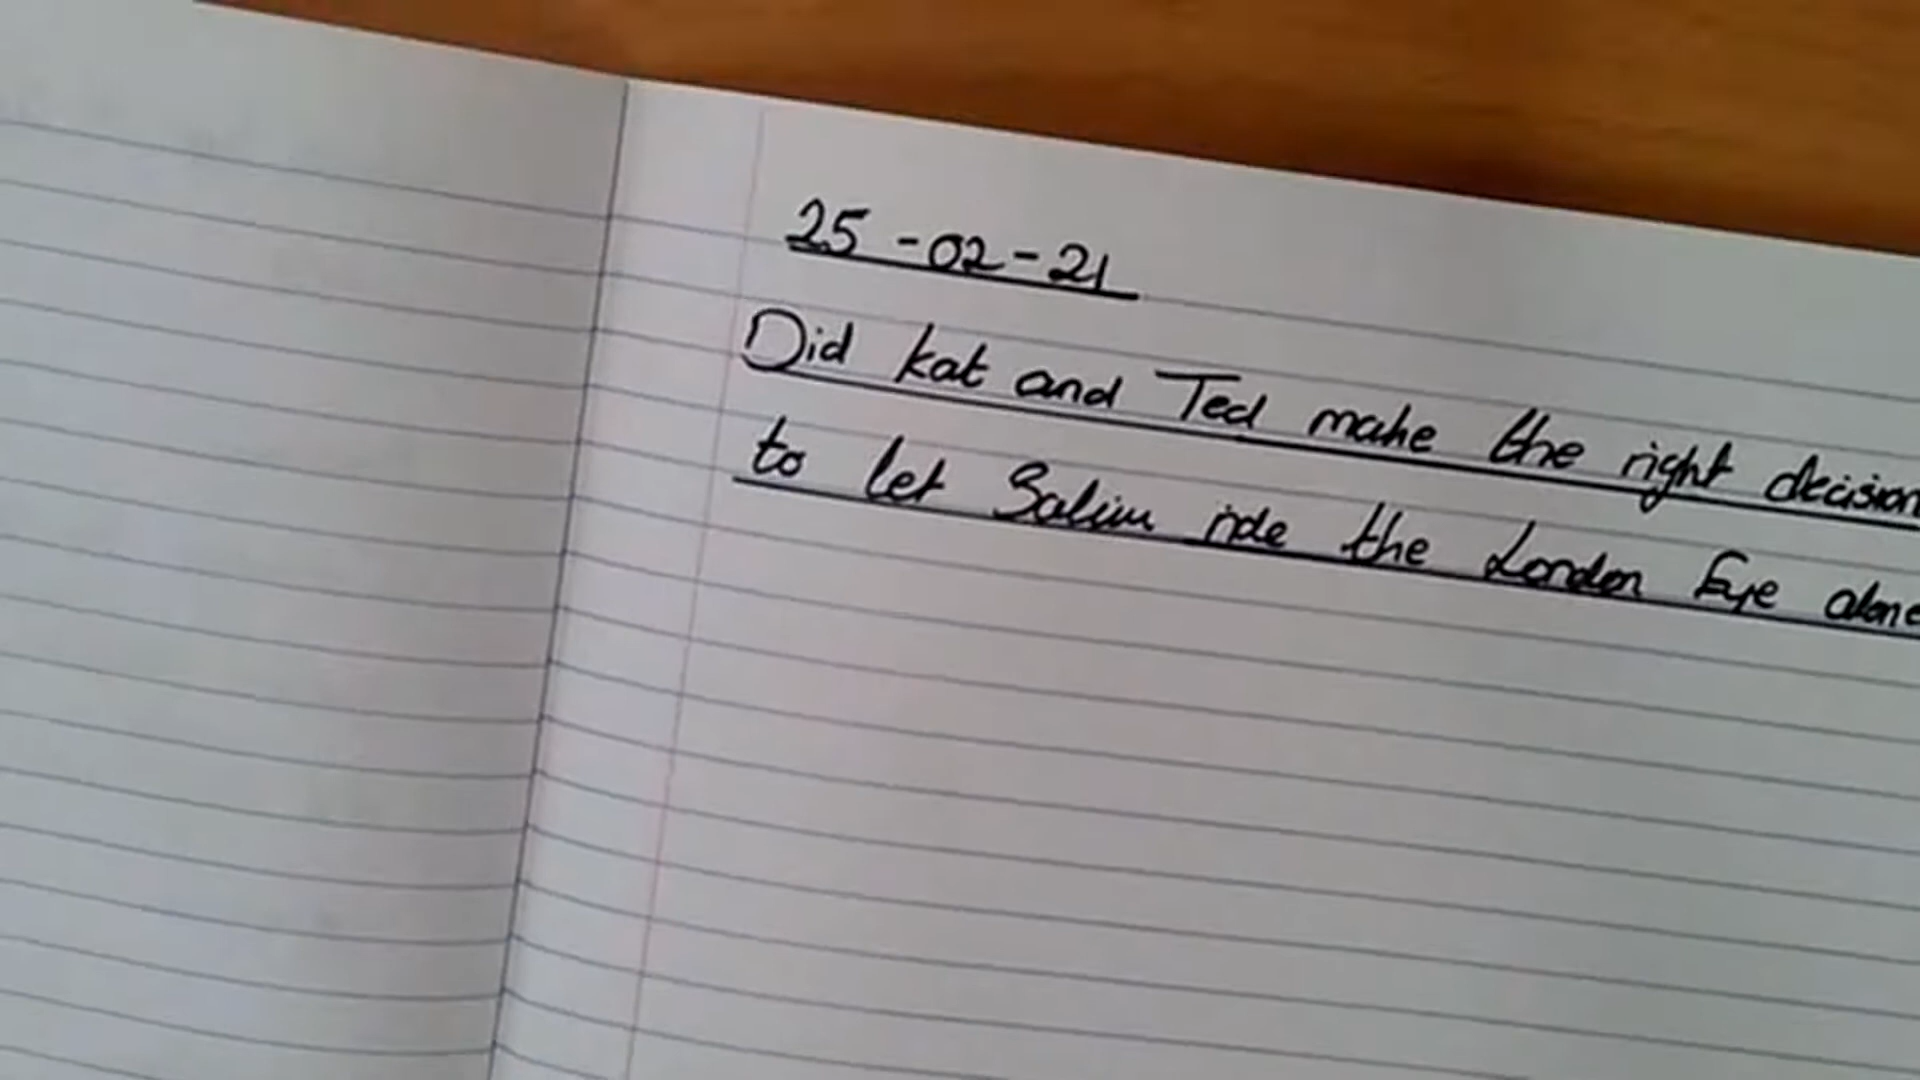 25-02-21
Did Kat and Ted make the right decision
to let Salim ride the London Eye alone